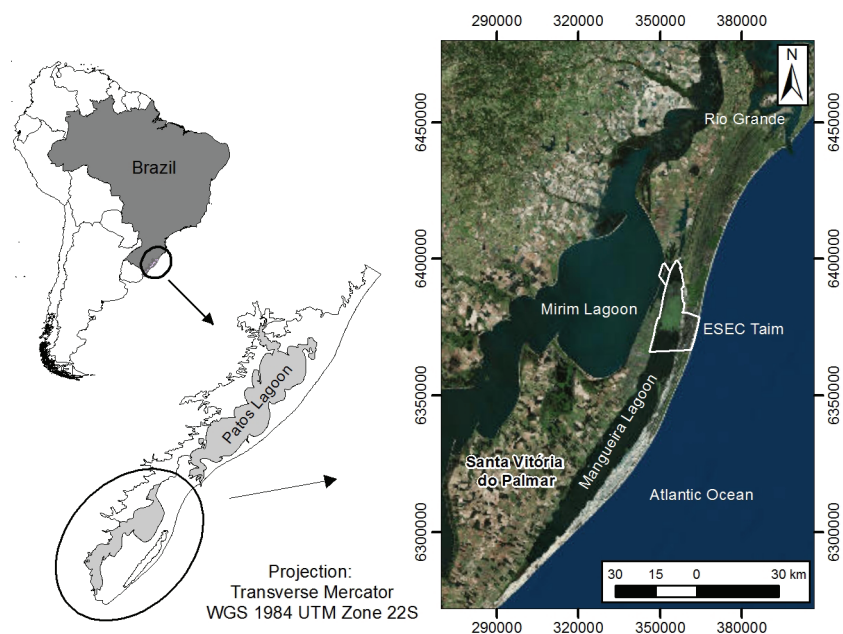 Brazil
Patos Lagoon
Projection:
Transverse Mercator
WGS 1984 UTM Zone 22S
290000 320000 350000 380000
6450000
6400000
6350000
6300000
N
Rio Grande
Mirim Lagoon
ESEC Taim
Mangueira Lagoon
Santa Vitória
do Palmar
Atlantic Ocean
30 15 0 30 km
6450000
6400000
6350000
6300000
290000 320000 350000 380000